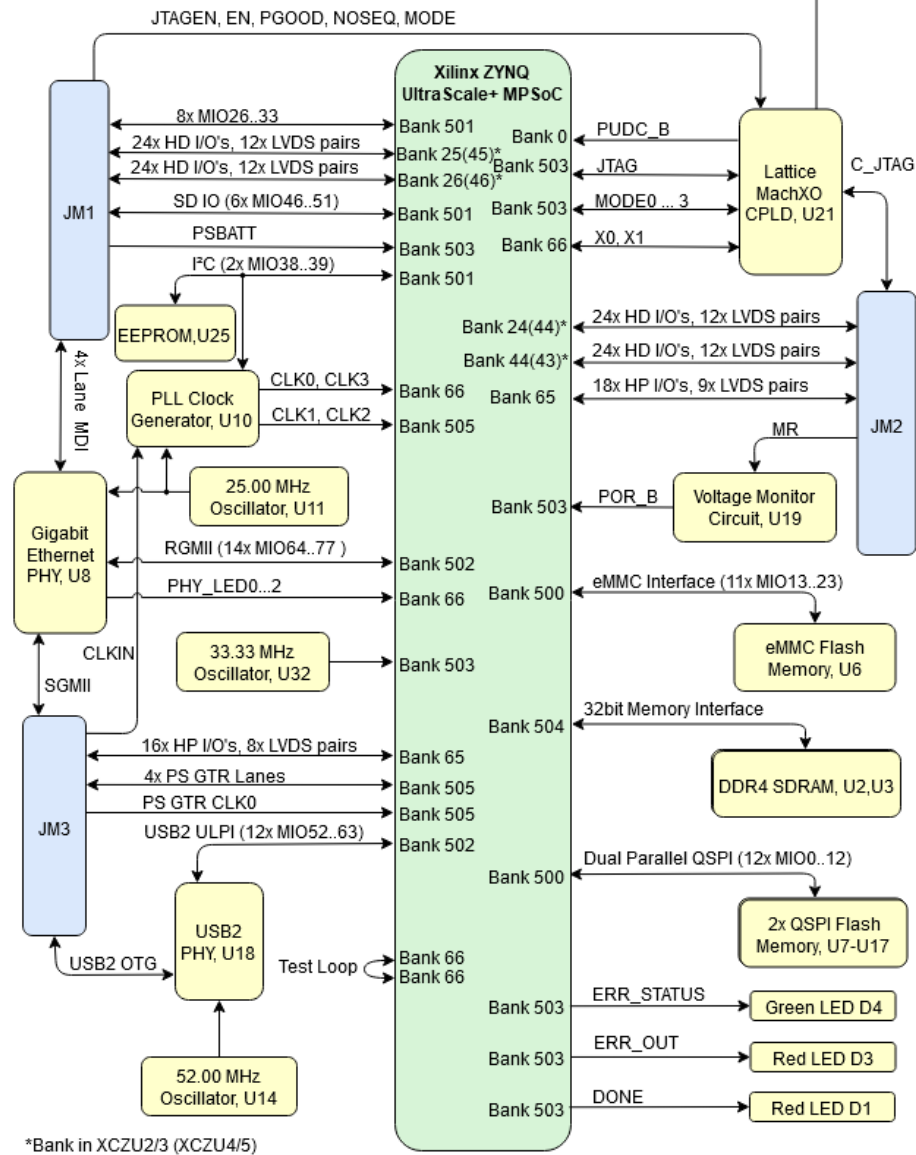 JTAGEN, EN, PGOOD, NOSEQ, MODE
Xilinx ZYNQ
UltraScale+ MPSoC
JM1
8x MIO26..33
Bank 501
24x HD I/O's, 12x LVDS pairs
Bank 25(45)*
24x HD I/O's, 12x LVDS pairs
Bank 26(46)*
SD IO (6x MIO46..51)
Bank 501
PSBATT
Bank 503
I²C (2x MIO38..39)
Bank 501
Bank 0
PUDC_B
Bank 503
JTAG
Bank 503
MODE0 ... 3
Bank 66
X0, X1
Lattice
MachXO
CPLD, U21
C_JTAG
EEPROM,U25
4x Lane MDI
PLL Clock
Generator, U10
CLK0, CLK3
Bank 66
CLK1, CLK2
Bank 505
Bank 24(44)*
24x HD I/O's, 12x LVDS pairs
Bank 44(43)*
24x HD I/O's, 12x LVDS pairs
Bank 65
18x HP I/O's, 9x LVDS pairs
JM2
MR
25.00 MHz
Oscillator, U11
Bank 503
POR_B
Voltage Monitor
Circuit, U19
Gigabit
Ethernet
PHY, U8
RGMII (14x MIO64..77 )
Bank 502
PHY_LED0...2
Bank 66
Bank 500
eMMC Interface (11x MIO13..23)
eMMC Flash
Memory, U6
CLKIN
33.33 MHz
Oscillator, U32
Bank 503
SGMII
Bank 504
32bit Memory Interface
DDR4 SDRAM, U2,U3
JM3
16x HP I/O's, 8x LVDS pairs
Bank 65
4x PS GTR Lanes
Bank 505
PS GTR CLK0
Bank 505
USB2 ULPI (12x MIO52..63)
Bank 502
Bank 500
Dual Parallel QSPI (12x MIO0..12)
2x QSPI Flash
Memory, U7-U17
USB2
PHY, U18
USB2 OTG
Test Loop
Bank 66
Bank 66
Bank 503
ERR_STATUS
Green LED D4
Bank 503
ERR_OUT
Red LED D3
52.00 MHz
Oscillator, U14
Bank 503
DONE
Red LED D1
*Bank in XCZU2/3 (XCZU4/5)